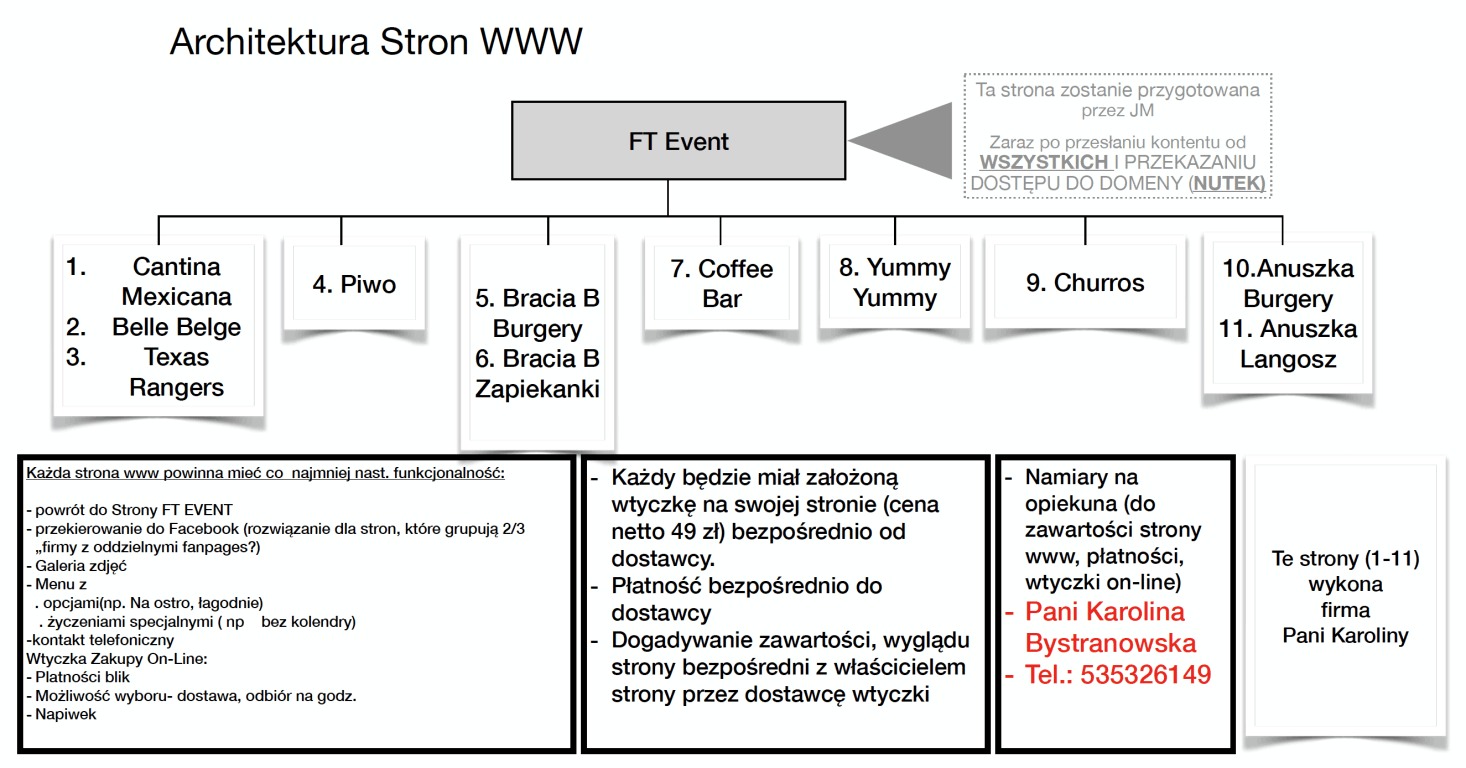 Architektura Stron WWW
FT Event
Ta strona zostanie przygotowana
przez JM
Zaraz po przesłaniu kontentu od
WSZYSTKICH I PRZEKAZANIU
DOSTĘPU DO DOMENY (NUTEK)
1. Cantina
Mexicana
2. Belle Belge
3. Texas
Rangers
4. Piwo
5. Bracia B
Burgery
6. Bracia B
Zapiekanki
7. Coffee
Bar
8. Yummy
Yummy
9. Churros
10.Anuszka
Burgery
11. Anuszka
Langosz
Każda strona www powinna mieć co najmniej nast. funkcjonalność:
- powrót do Strony FT EVENT
- przekierowanie do Facebook (rozwiązanie dla stron, które grupują 2/3
„firmy z oddzielnymi fanpages?)
- Galeria zdjęć
- Menu z
. opcjami(np. Na ostro, łagodnie)
. życzeniami specjalnymi ( np bez kolendry)
-kontakt telefoniczny
Wtyczka Zakupy On-Line:
- Platności blik
- Możliwość wyboru- dostawa, odbiór na godz.
- Napiwek
- Każdy będzie miał założoną
wtyczkę na swojej stronie (cena
netto 49 zł) bezpośrednio od
dostawcy.
- Płatność bezpośrednio do
dostawcy
- Dogadywanie zawartości, wyglądu
strony bezpośredni z właścicielem
strony przez dostawcę wtyczki
- Namiary na
opiekuna (do
zawartości strony
www, płatności,
wtyczki on-line)
- Pani Karolina
Bystranowska
- Tel.: 535326149
Te strony (1-11)
wykona
firma
Pani Karoliny